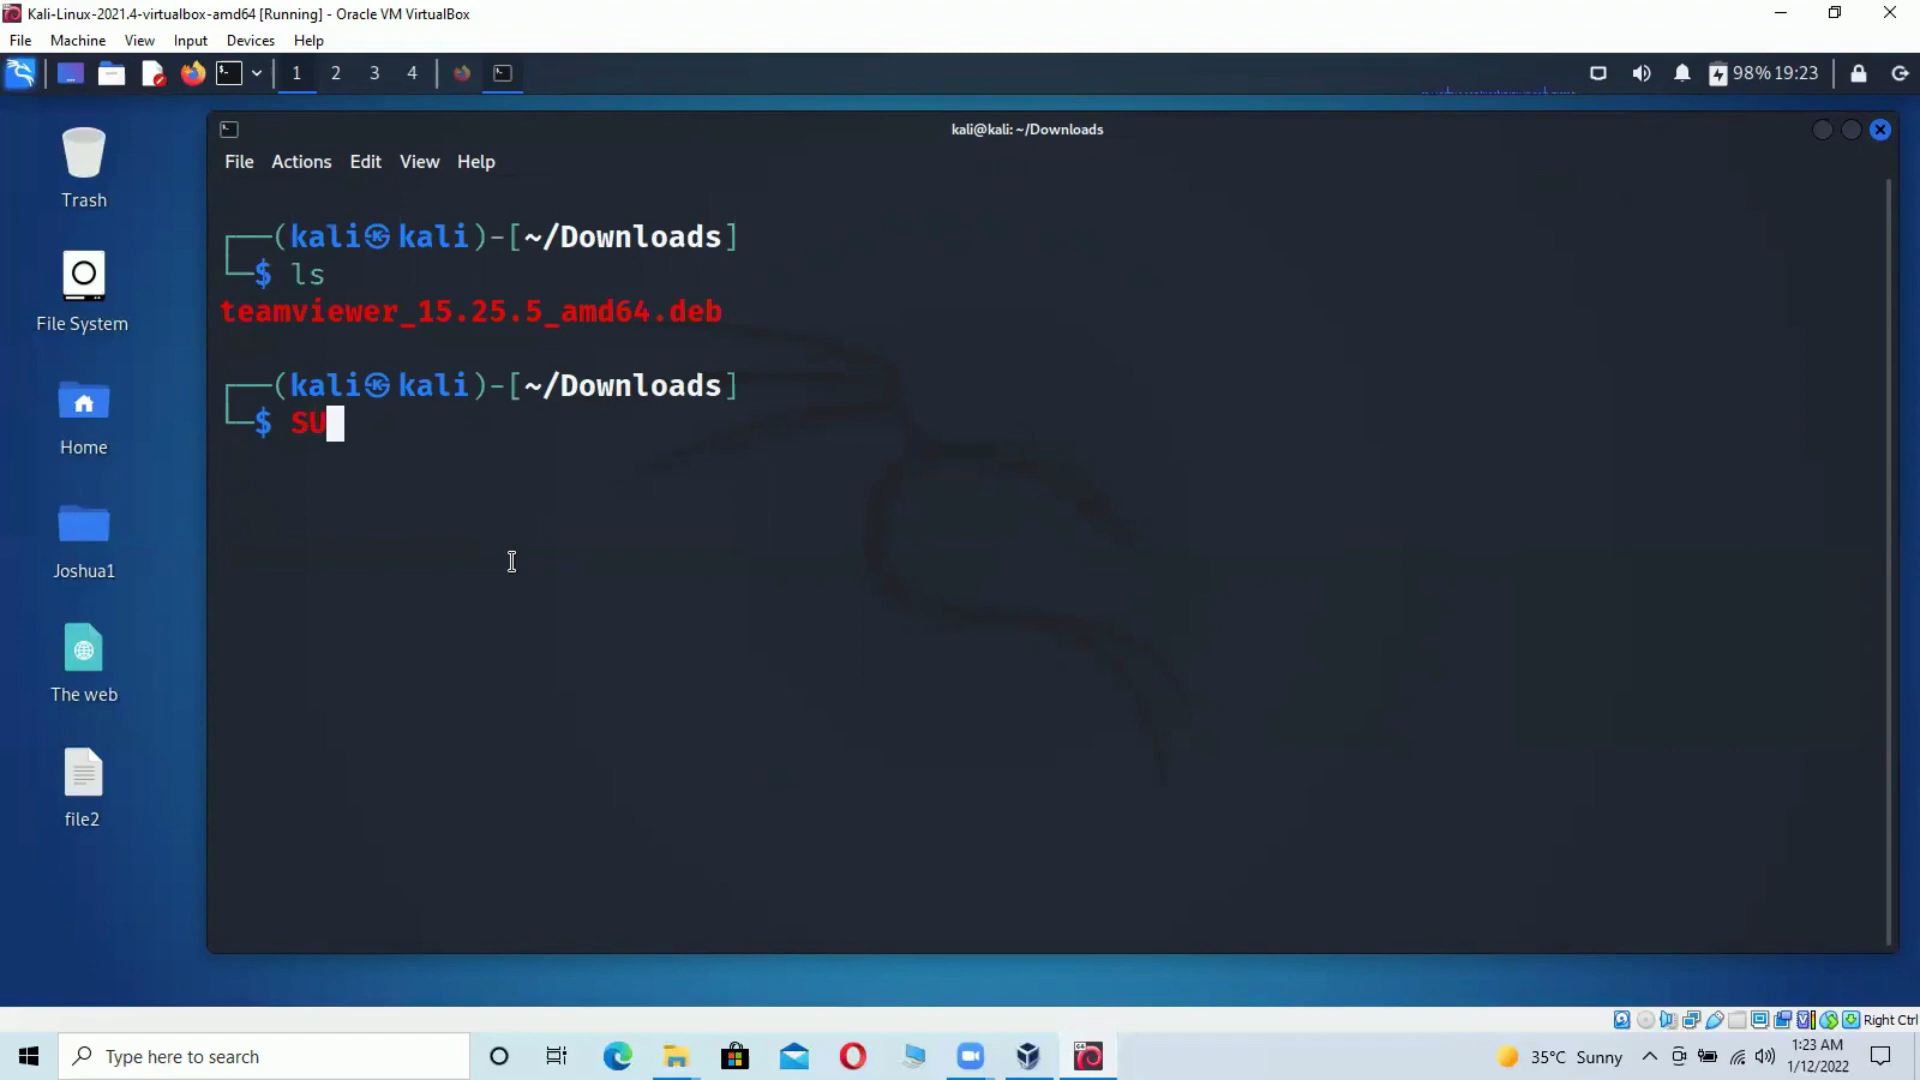 Kali-Linux-2021.4-virtualbox-amd64 [Running] - Oracle VM VirtualBox
File Machine View Input Devices Help
1 2 3 4 98% 19:23
kali@kali: ~/Downloads
File Actions Edit View Help
┌──(kali㉿kali)-[~/Downloads]
└─$ ls
teamviewer_15.25.5_amd64.deb
┌──(kali㉿kali)-[~/Downloads]
└─$ SU
Trash
File System
Home
Joshua1
The web
file2
Right Ctrl
Type here to search
35°C Sunny
1:23 AM
1/12/2022